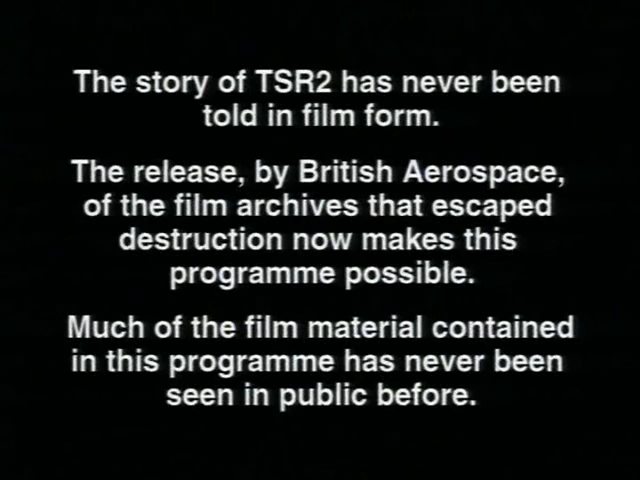 The story of TSR2 has never been
told in film form.
The release, by British Aerospace,
of the film archives that escaped
destruction now makes this
programme possible.
Much of the film material contained
in this programme has never been
seen in public before.